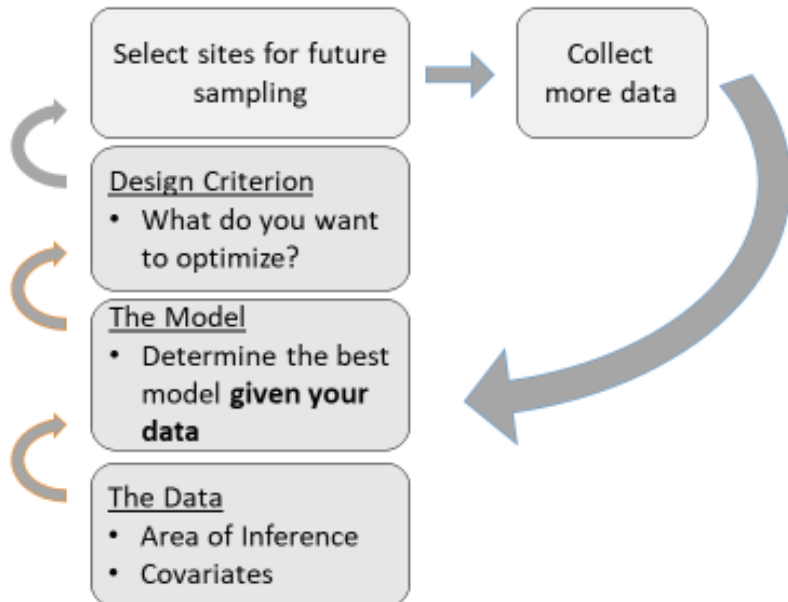 Select sites for future
sampling
Collect
more data
Design Criterion
• What do you want
to optimize?
The Model
• Determine the best
model given your
data
The Data
• Area of Inference
• Covariates